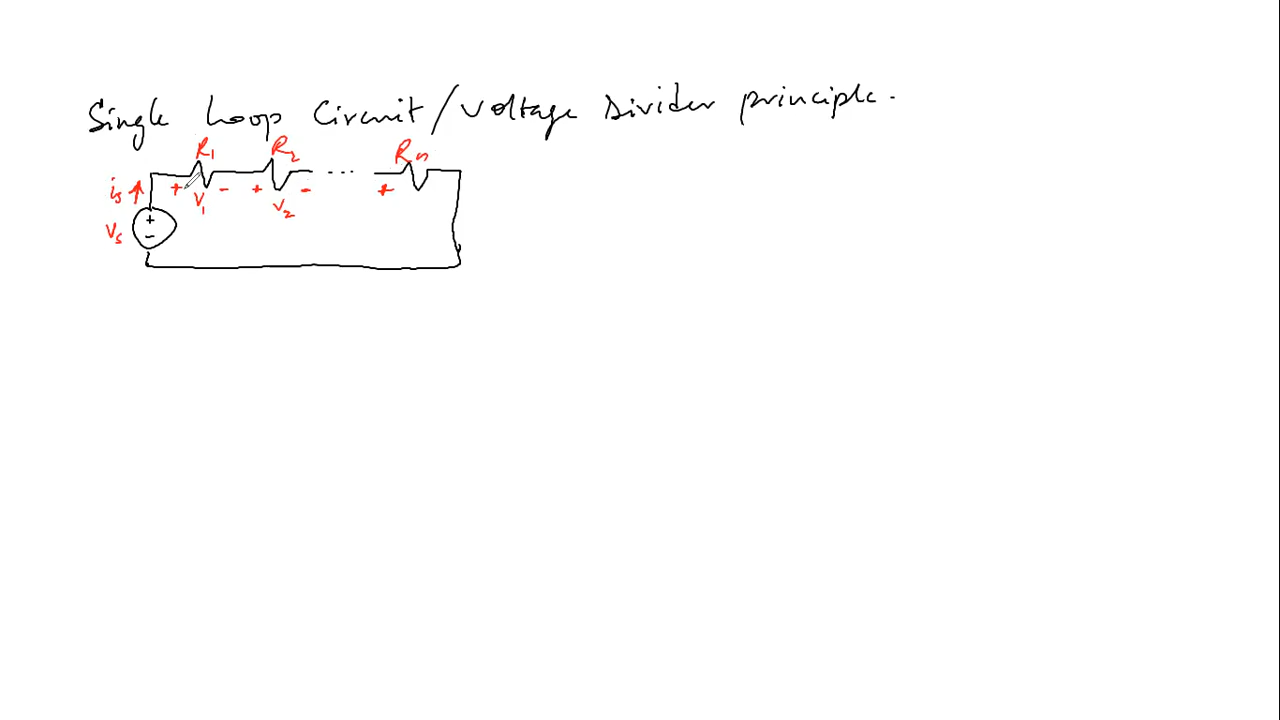 Single Loop Circuit / Voltage Divider principle.
R1 R2 Rn
is + - + - ... +
V1 V2
Vs + -